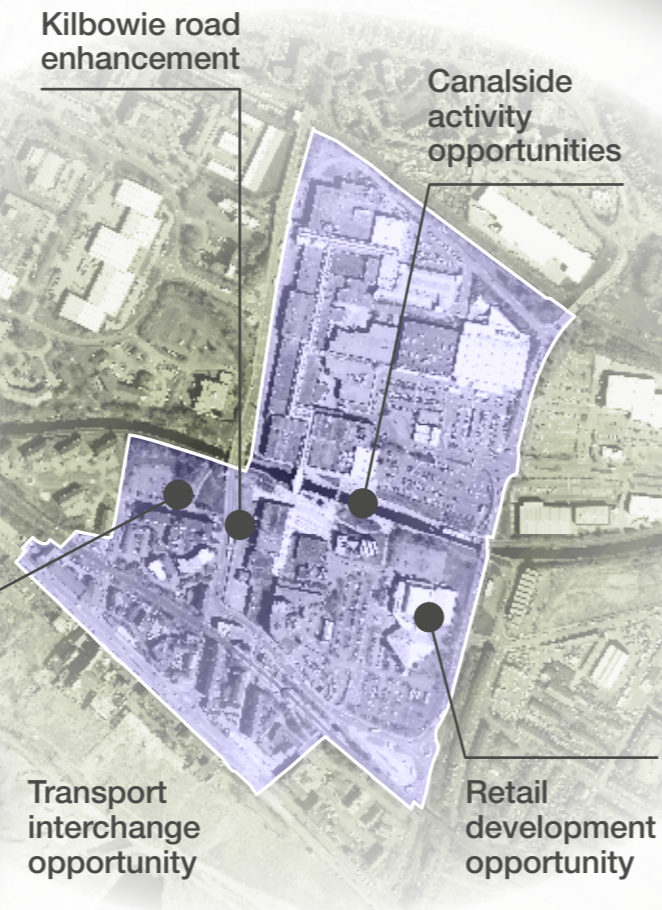 Kilbowie road
enhancement
Canalside
activity
opportunities
Transport
interchange
opportunity
Retail
development
opportunity